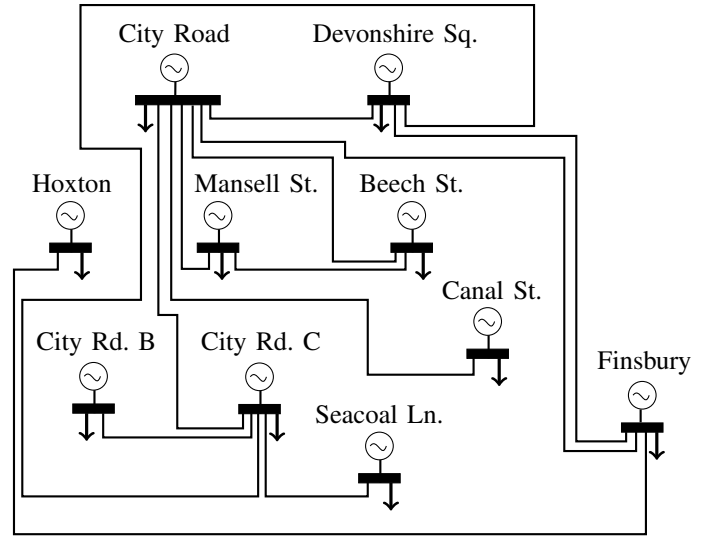 City Road
Devonshire Sq.
Hoxton
Mansell St.
Beech St.
Canal St.
City Rd. B
City Rd. C
Finsbury
Seacoal Ln.